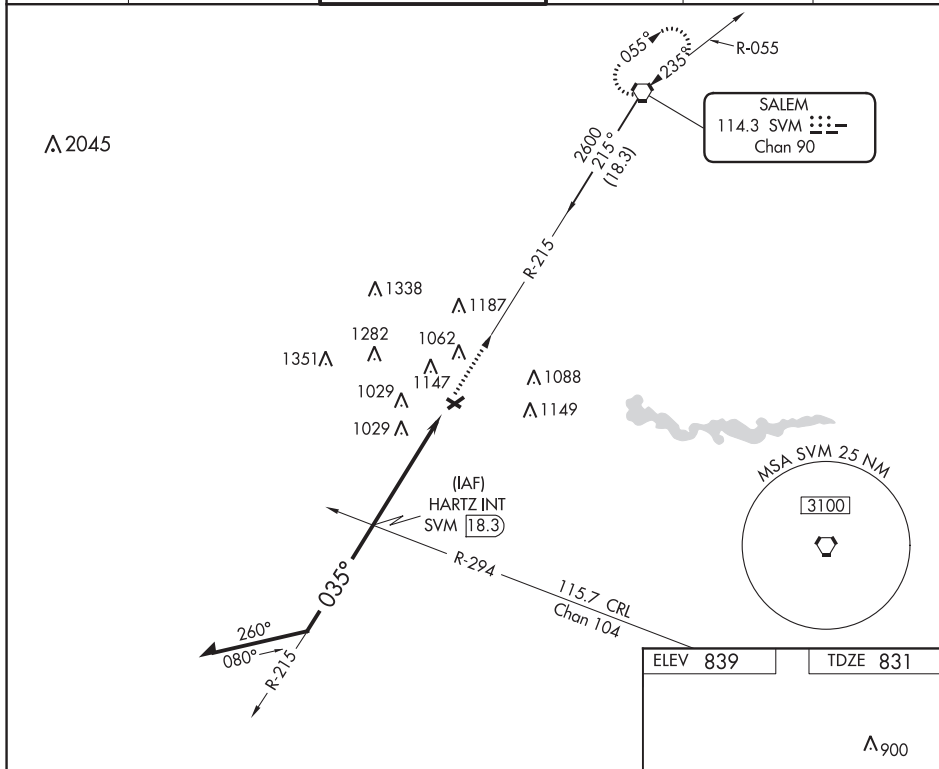 055°
235°
R-055
SALEM
114.3 SVM
Chan 90
2600
215°
(18.3)
2045
R-215
1338
1187
1282
1062
1351
1147
1088
1029
1149
1029
(IAF)
HARTZ INT
SVM 18.3
MSA SVM 25 NM
3100
R-294
115.7 CRL
Chan 104
035°
260°
080°
R-215
ELEV 839
TDZE 831
900